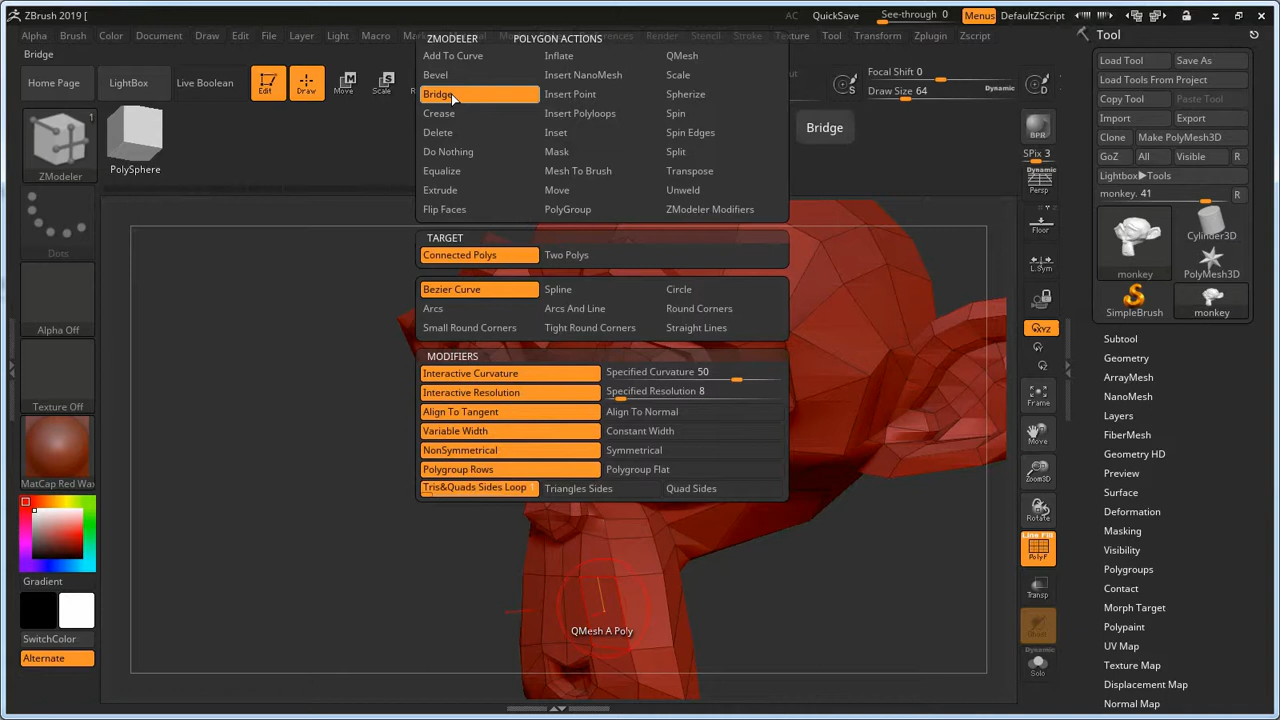 ZBrush 2019 [
AC QuickSave See-through 0 Menus DefaultZScript
Alpha Brush Color Document Draw Edit File Layer Light Macro Render Stencil Stroke Texture Tool Transform Zplugin Zscript
Bridge
Home Page LightBox Live Boolean Edit Draw Move Scale
Focal Shift 0
Draw Size 64 Dynamic
1
ZModeler PolySphere
Dots
Alpha Off
Texture Off
MatCap Red Wax
Gradient
SwitchColor
Alternate
ZMODELER POLYGON ACTIONS
Add To Curve Inflate QMesh
Bevel Insert NanoMesh Scale
Bridge Insert Point Spherize
Crease Insert Polyloops Spin
Delete Inset Spin Edges
Do Nothing Mask Split
Equalize Mesh To Brush Transpose
Extrude Move Unweld
Flip Faces PolyGroup ZModeler Modifiers
TARGET
Connected Polys Two Polys
Bezier Curve Spline Circle
Arcs Arcs And Line Round Corners
Small Round Corners Tight Round Corners Straight Lines
MODIFIERS
Interactive Curvature Specified Curvature 50
Interactive Resolution Specified Resolution 8
Align To Tangent Align To Normal
Variable Width Constant Width
NonSymmetrical Symmetrical
Polygroup Rows Polygroup Flat
Tris&Quads Sides Loop Triangles Sides Quad Sides
Bridge
QMesh A Poly
BPR
SPix 3
Dynamic
Persp
Floor
L.Sym
xyz
Frame
Move
Zoom3D
Rotate
Line Fill
PolyF
Transp
Ghost
Dynamic
Solo
Tool
Load Tool Save As
Load Tools From Project
Copy Tool Paste Tool
Import Export
Clone Make PolyMesh3D
GoZ All Visible R
Lightbox▶Tools
monkey. 41 R
monkey Cylinder3D
PolyMesh3D
SimpleBrush monkey
Subtool
Geometry
ArrayMesh
NanoMesh
Layers
FiberMesh
Geometry HD
Preview
Surface
Deformation
Masking
Visibility
Polygroups
Contact
Morph Target
Polypaint
UV Map
Texture Map
Displacement Map
Normal Map